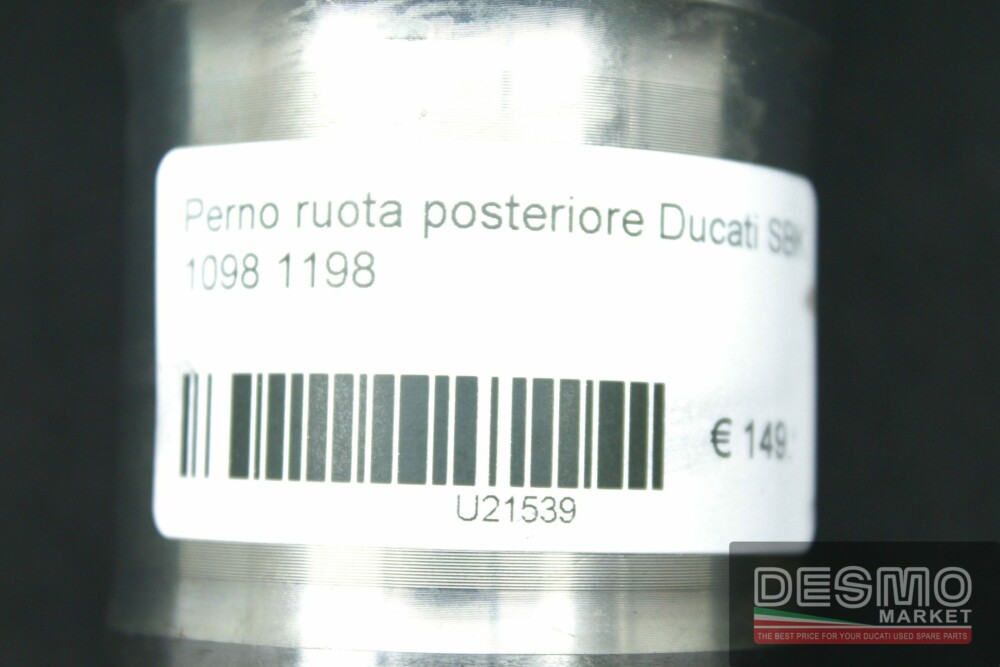 Perno ruota posteriore Ducati SBK
1098 1198
€ 149.
U21539
DESMO
MARKET
THE BEST PRICE FOR YOUR DUCATI USED SPARE PARTS